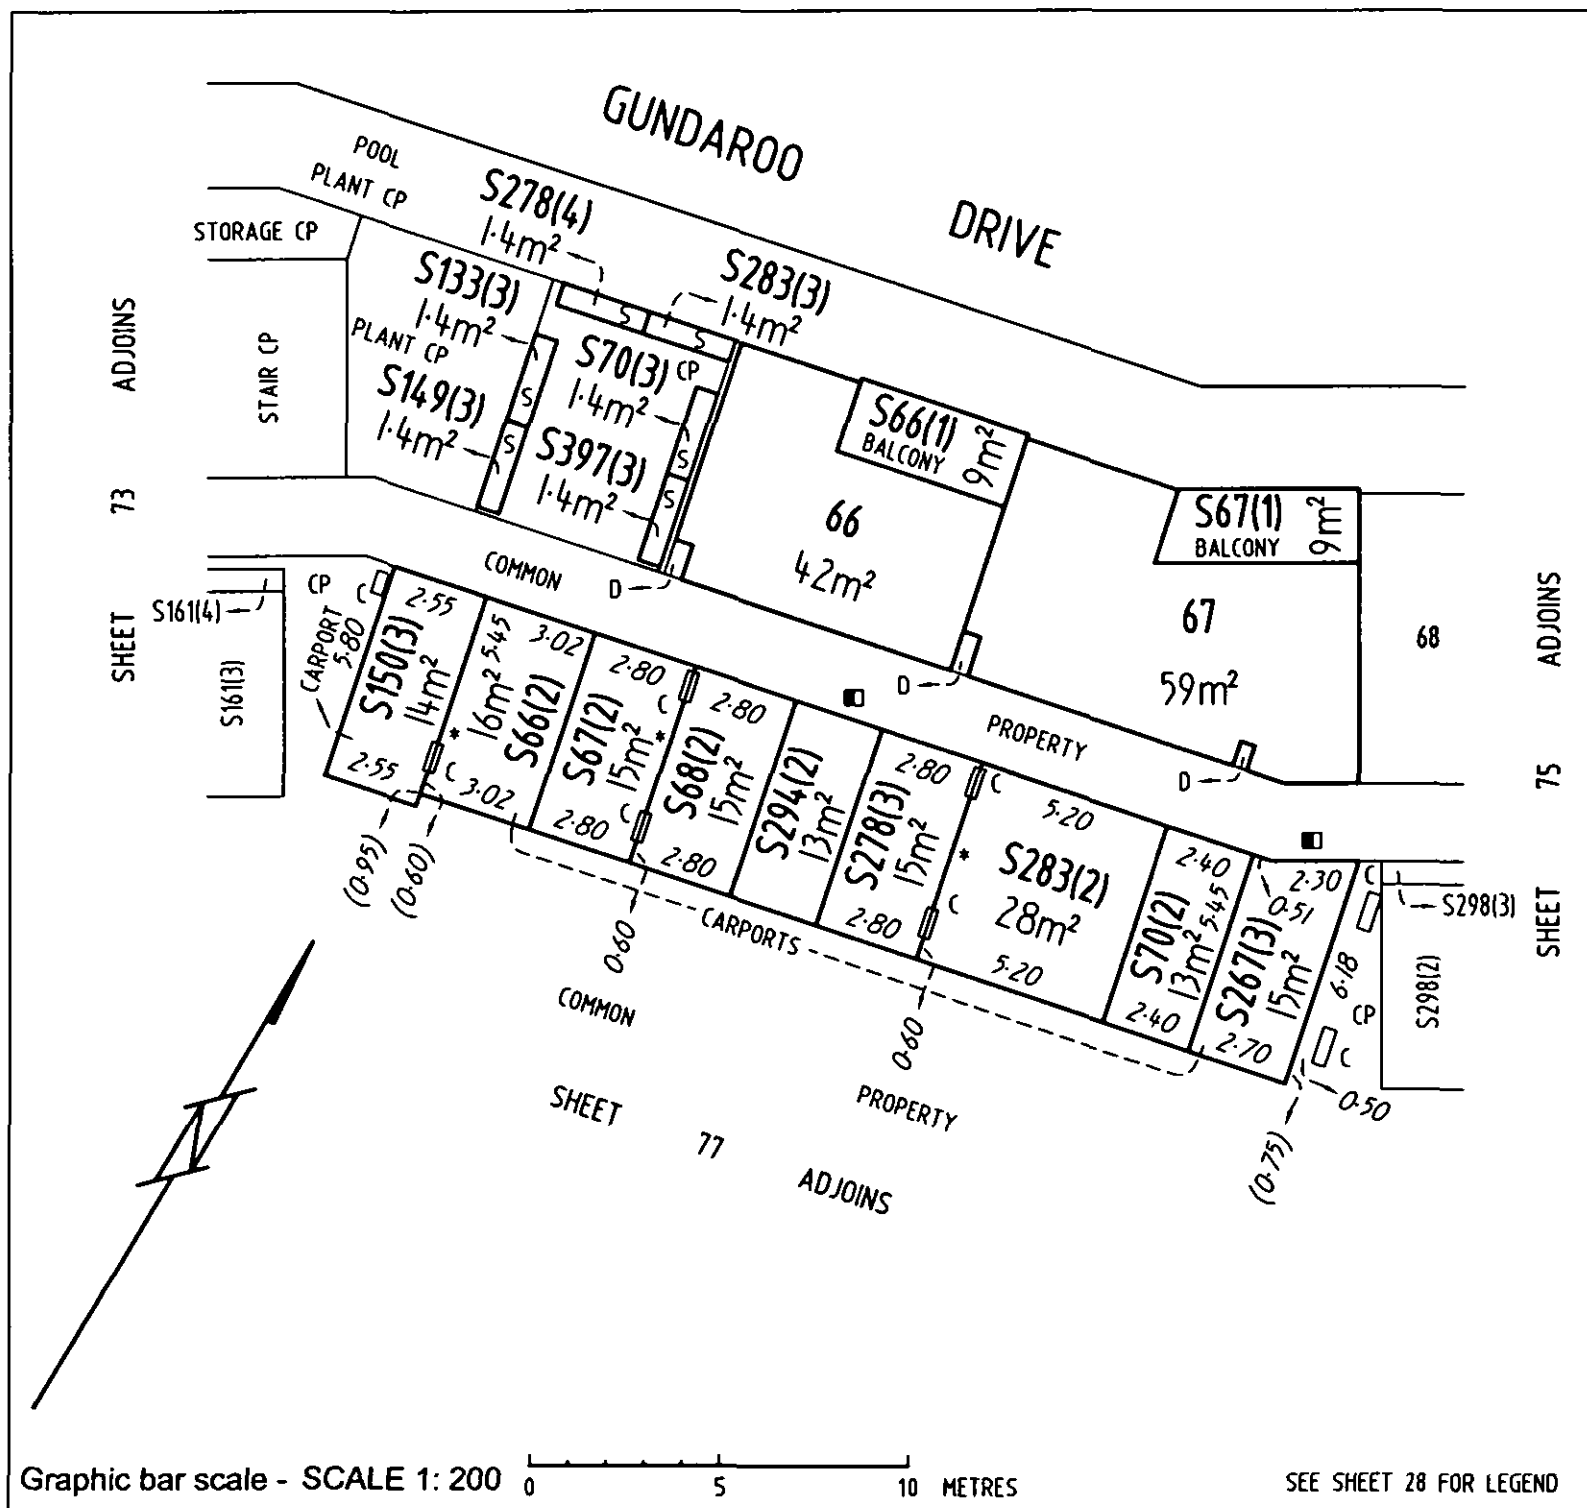 GUNDAROO
DRIVE
POOL
PLANT CP
STORAGE CP
STAIR CP
S278(4)
1·4m²
S283(3)
1·4m²
S133(3)
1·4m²
PLANT CP
S149(3)
1·4m²
S
S
S
S
S70(3)
1·4m²
CP
S397(3)
1·4m²
S
S
S66(1)
BALCONY
9m²
66
42m²
S67(1)
BALCONY
9m²
67
59m²
68
ADJOINS
73
SHEET
ADJOINS
75
SHEET
COMMON
PROPERTY
D
D
D
S161(4)
S161(3)
CP
C
CARPORT
5·80
2·55
S150(3)
14m²
2·55
5·45
3·02
16m²
S66(2)
*
C
3·02
2·80
S67(2)
15m²
C
*
C
2·80
2·80
S68(2)
15m²
2·80
S294(2)
13m²
2·80
S278(3)
15m²
2·80
C
*
C
5·20
S283(2)
28m²
5·20
2·40
S70(2)
13m²
5·45
2·40
0·51
2·30
S267(3)
15m²
2·70
C
6·18
CP
C
S298(3)
S298(2)
(0·95)
(0·60)
0·60
CARPORTS
0·60
0·50
(0·75)
COMMON
PROPERTY
SHEET 77 ADJOINS
Graphic bar scale - SCALE 1: 200
0 5 10 METRES
SEE SHEET 28 FOR LEGEND